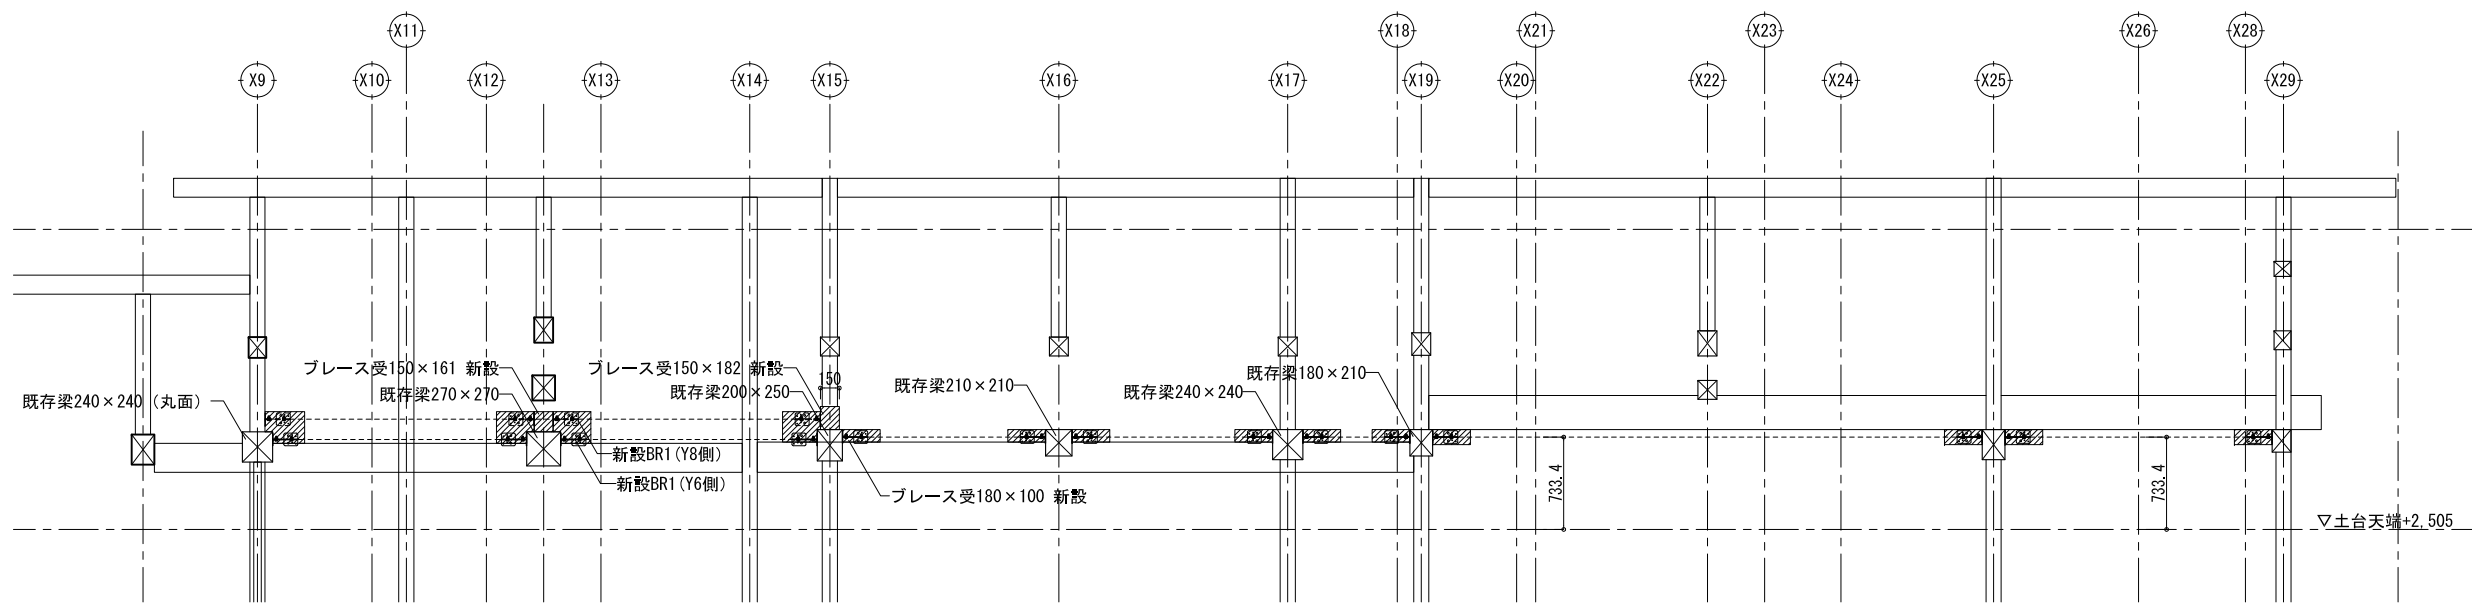 X11
X18
X21
X23
X26
X28
X9
X10
X12
X13
X14
X15
X16
X17
X19
X20
X22
X24
X25
X29
ブレース受150×161 新設
ブレース受150×182 新設
150
既存梁180×210
既存梁240×240（丸面）
既存梁270×270
既存梁200×250
既存梁210×210
既存梁240×240
新設BR1(Y8側)
新設BR1(Y6側)
ブレース受180×100 新設
733.4
733.4
▽土台天端+2,505